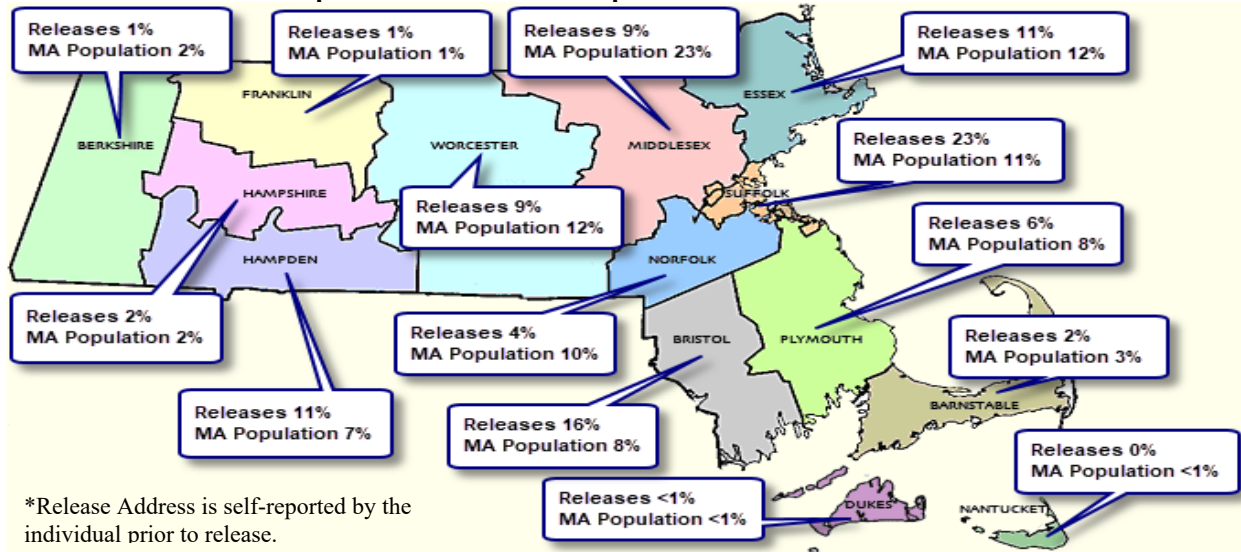 Releases 1%
MA Population 2%
Releases 1%
MA Population 1%
Releases 9%
MA Population 23%
Releases 11%
MA Population 12%
FRANKLIN
ESSEX
BERKSHIRE
WORCESTER
MIDDLESEX
Releases 23%
MA Population 11%
HAMPSHIRE
SUFFOLK
Releases 9%
MA Population 12%
Releases 6%
MA Population 8%
HAMPDEN
NORFOLK
Releases 2%
MA Population 2%
Releases 4%
MA Population 10%
BRISTOL
PLYMOUTH
Releases 2%
MA Population 3%
Releases 11%
MA Population 7%
Releases 16%
MA Population 8%
BARNSTABLE
Releases 0%
MA Population <1%
*Release Address is self-reported by the
individual prior to release.
Releases <1%
MA Population <1%
DUKES
NANTUCKET